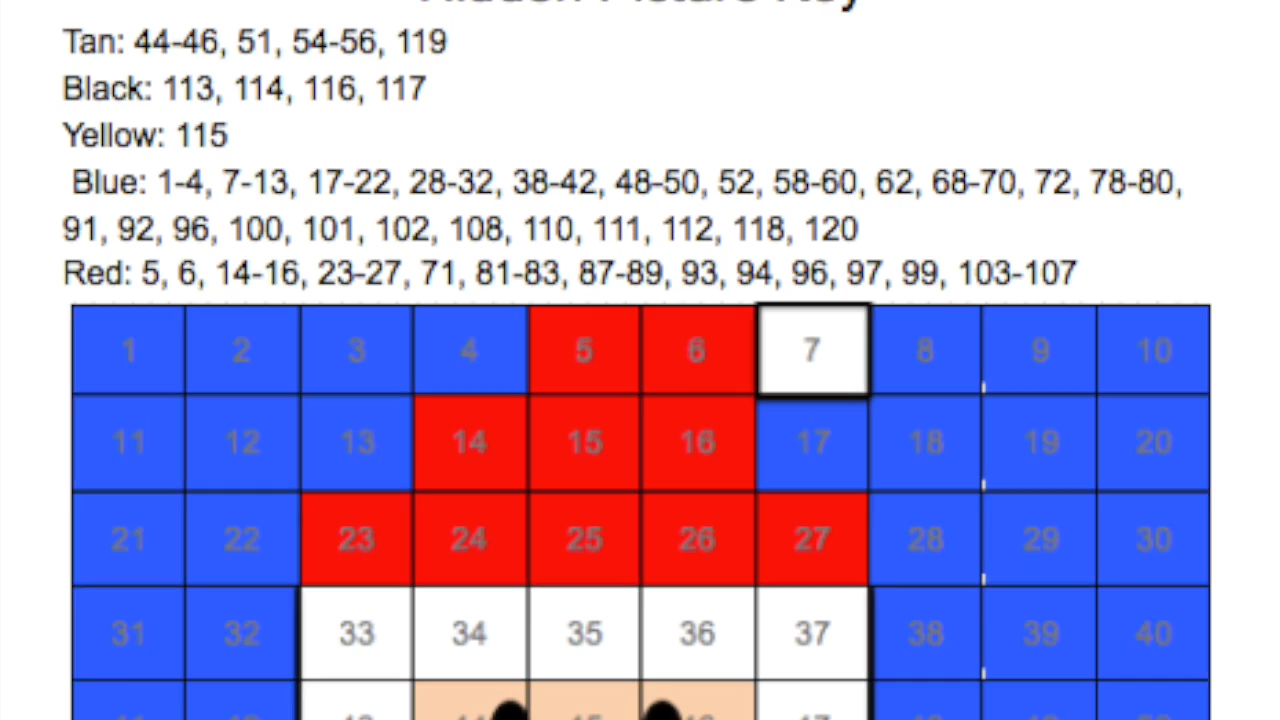 Hidden Picture Key
Tan: 44-46, 51, 54-56, 119
Black: 113, 114, 116, 117
Yellow: 115
Blue: 1-4, 7-13, 17-22, 28-32, 38-42, 48-50, 52, 58-60, 62, 68-70, 72, 78-80,
91, 92, 96, 100, 101, 102, 108, 110, 111, 112, 118, 120
Red: 5, 6, 14-16, 23-27, 71, 81-83, 87-89, 93, 94, 96, 97, 99, 103-107
1 2 3 4 5 6 7 8 9 10
11 12 13 14 15 16 17 18 19 20
21 22 23 24 25 26 27 28 29 30
31 32 33 34 35 36 37 38 39 40